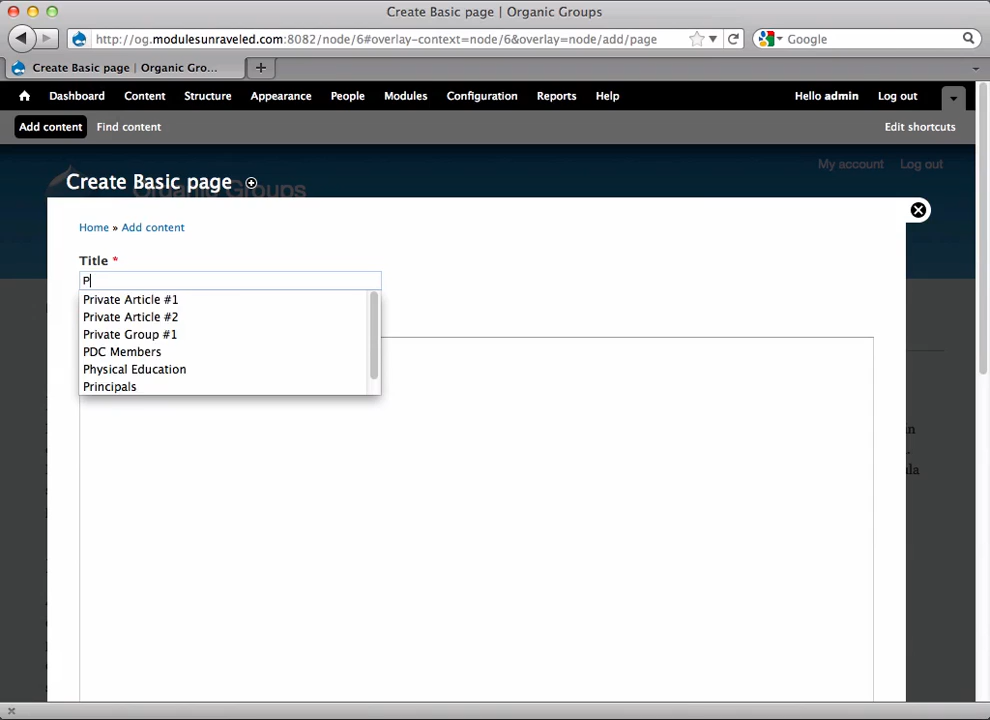 Create Basic page | Organic Groups
http://og.modulesunraveled.com:8082/node/6#overlay-context=node/6&overlay=node/add/page
Google
Create Basic page | Organic Gro...
Dashboard Content Structure Appearance People Modules Configuration Reports Help Hello admin Log out
Add content Find content Edit shortcuts
My account Log out
Create Basic page
Organic Groups
Home » Add content
Title *
P
Private Article #1
Private Article #2
Private Group #1
PDC Members
Physical Education
Principals